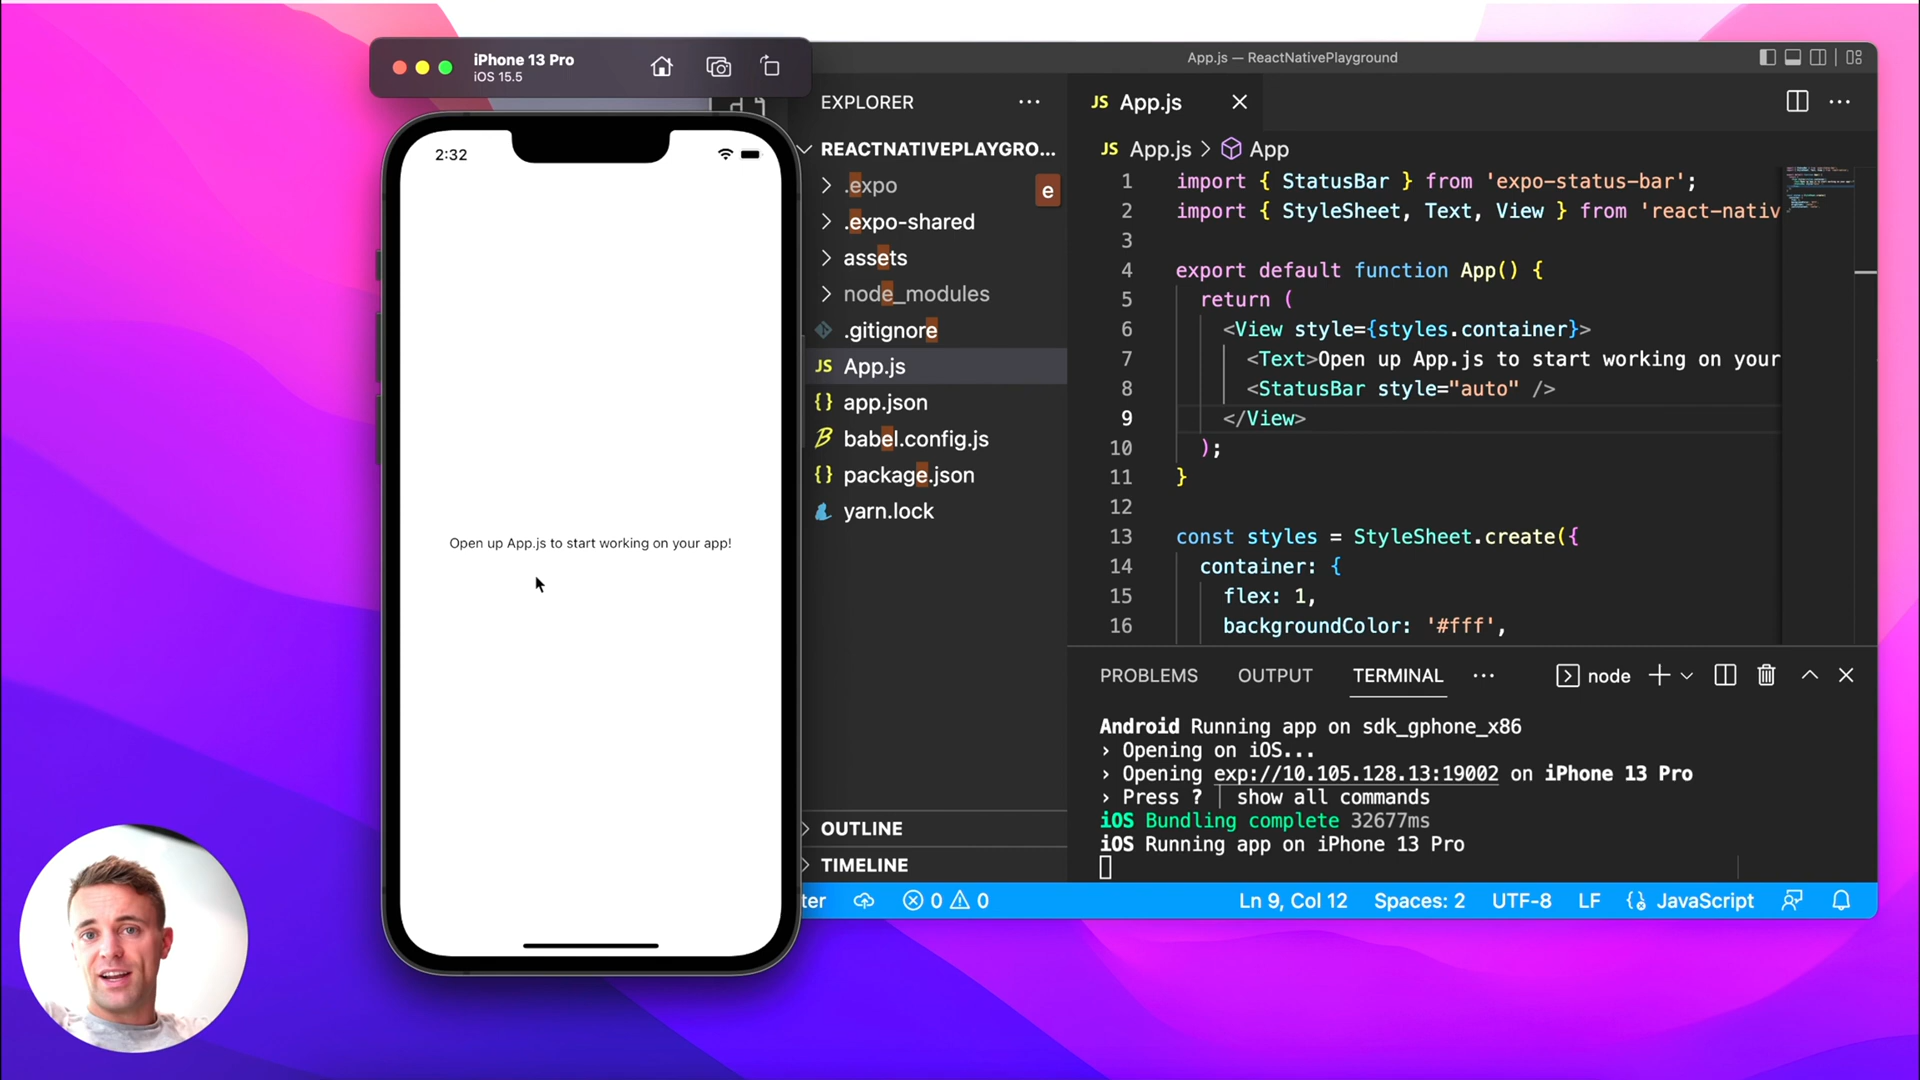 iPhone 13 Pro
iOS 15.5
2:32
Open up App.js to start working on your app!
App.js — ReactNativePlayground
EXPLORER
REACTNATIVEPLAYGRO...
.expo
e
.expo-shared
assets
node_modules
.gitignore
JS App.js
{} app.json
babel.config.js
{} package.json
yarn.lock
OUTLINE
TIMELINE
JS App.js
JS App.js > App
1 import { StatusBar } from 'expo-status-bar';
2 import { StyleSheet, Text, View } from 'react-nativ
3
4 export default function App() {
5 return (
6 <View style={styles.container}>
7 <Text>Open up App.js to start working on your
8 <StatusBar style="auto" />
9 </View>
10 );
11 }
12
13 const styles = StyleSheet.create({
14 container: {
15 flex: 1,
16 backgroundColor: '#fff',
PROBLEMS OUTPUT TERMINAL ... node
Android Running app on sdk_gphone_x86
› Opening on iOS...
› Opening exp://10.105.128.13:19002 on iPhone 13 Pro
› Press ? | show all commands
iOS Bundling complete 32677ms
iOS Running app on iPhone 13 Pro
ter 0 0 Ln 9, Col 12 Spaces: 2 UTF-8 LF JavaScript